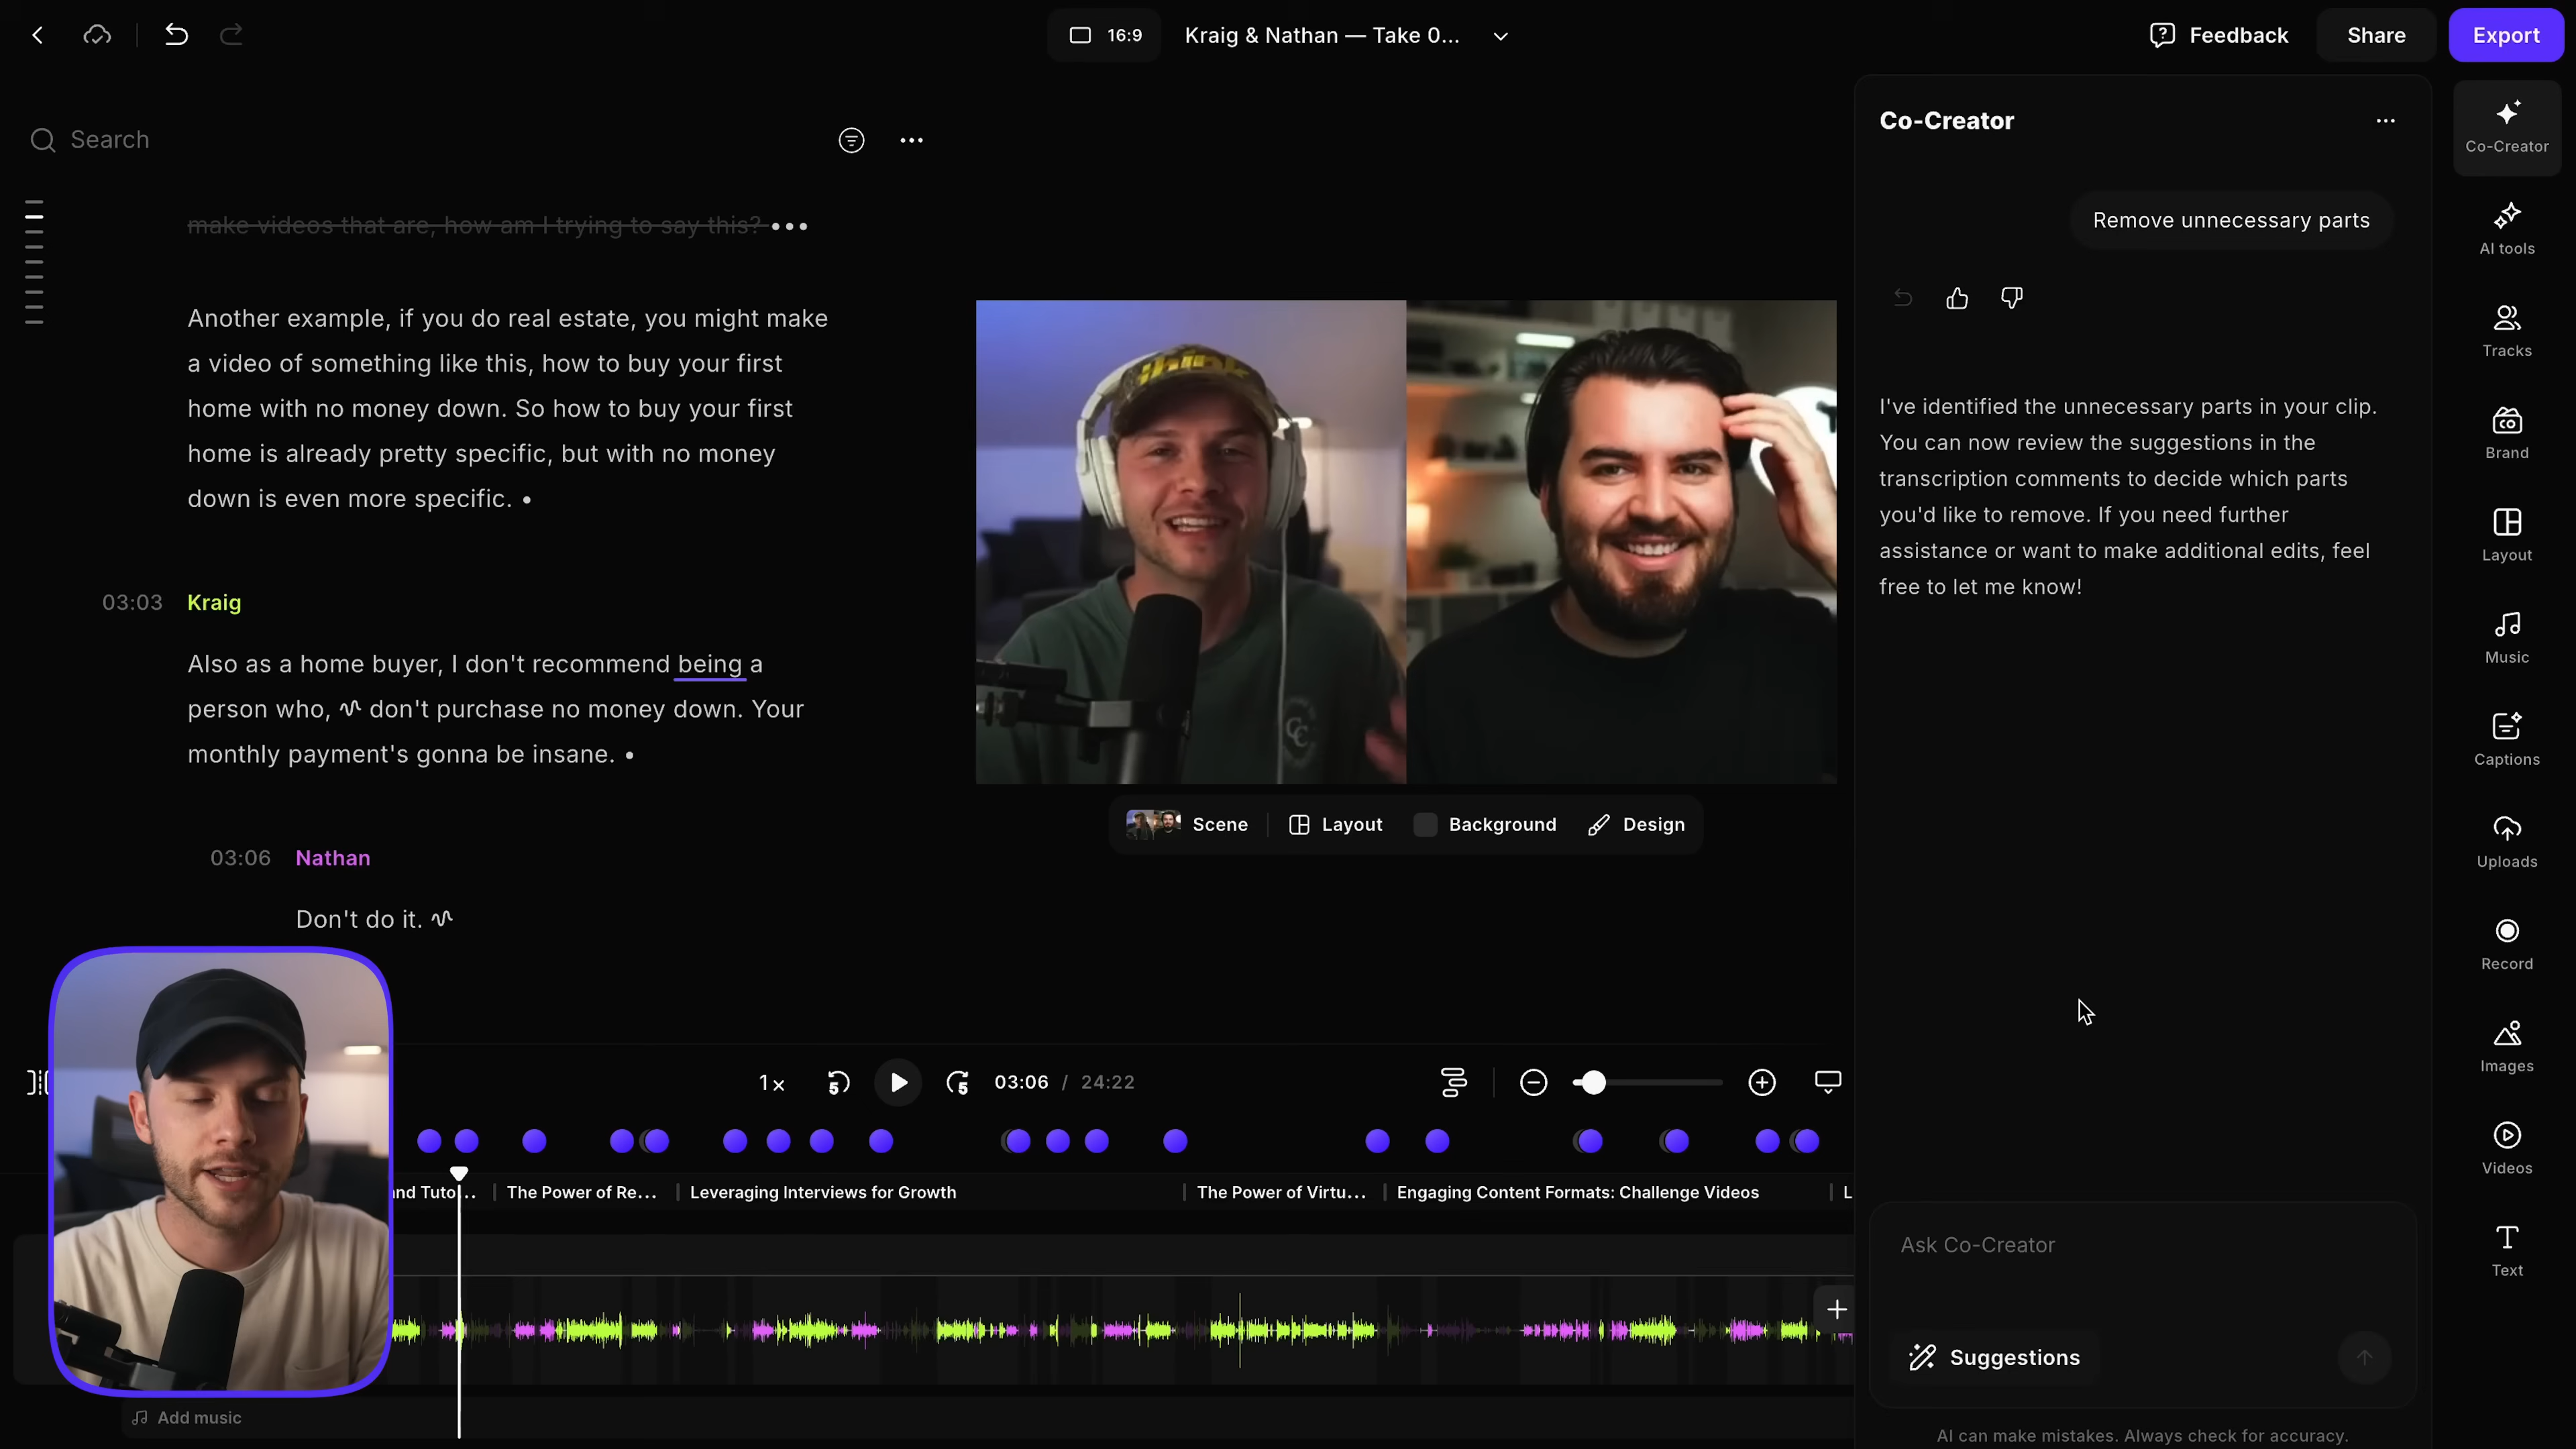 16:9
Kraig & Nathan — Take 0...
Feedback
Share
Export
Search
make videos that are, how am I trying to say this?
Another example, if you do real estate, you might make
a video of something like this, how to buy your first
home with no money down. So how to buy your first
home is already pretty specific, but with no money
down is even more specific. •
03:03 Kraig
Also as a home buyer, I don't recommend being a
person who, don't purchase no money down. Your
monthly payment's gonna be insane. •
03:06 Nathan
Don't do it.
think
CC
Scene
Layout
Background
Design
Co-Creator
Remove unnecessary parts
I've identified the unnecessary parts in your clip.
You can now review the suggestions in the
transcription comments to decide which parts
you'd like to remove. If you need further
assistance or want to make additional edits, feel
free to let me know!
Ask Co-Creator
Suggestions
AI can make mistakes. Always check for accuracy.
Co-Creator
AI tools
Tracks
co
Brand
Layout
Music
Captions
Uploads
Record
Images
Videos
T
Text
1×
5
5
03:06 / 24:22
and Tuto...
The Power of Re...
Leveraging Interviews for Growth
The Power of Virtu...
Engaging Content Formats: Challenge Videos
L
Add music